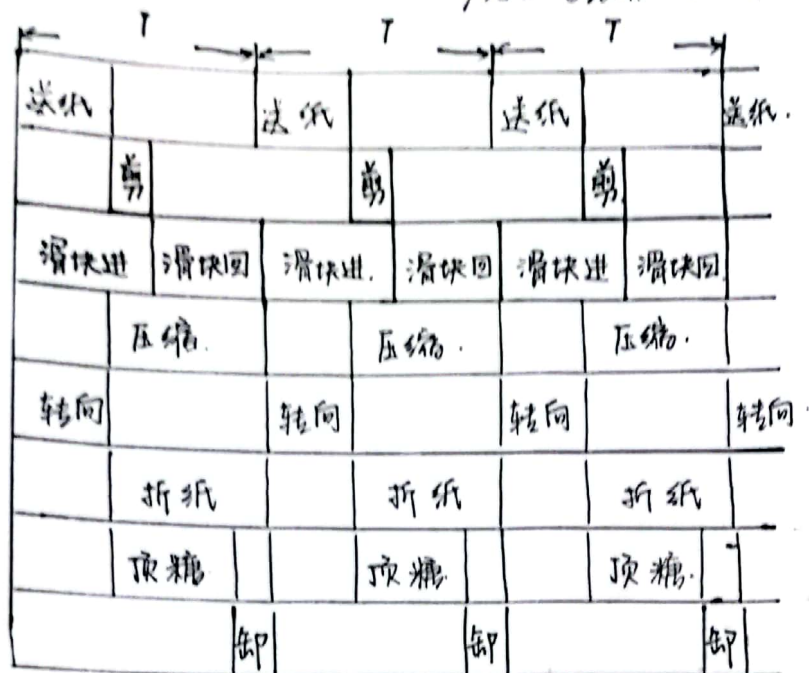 T T T
送纸 送纸 送纸 送纸.
剪 剪 剪
滑块进 滑块回 滑块进. 滑块回 滑块进 滑块回
压缩. 压缩. 压缩.
转向 转向 转向 转向.
折纸 折纸 折纸
顶糖 顶糖. 顶糖.
卸 卸 卸